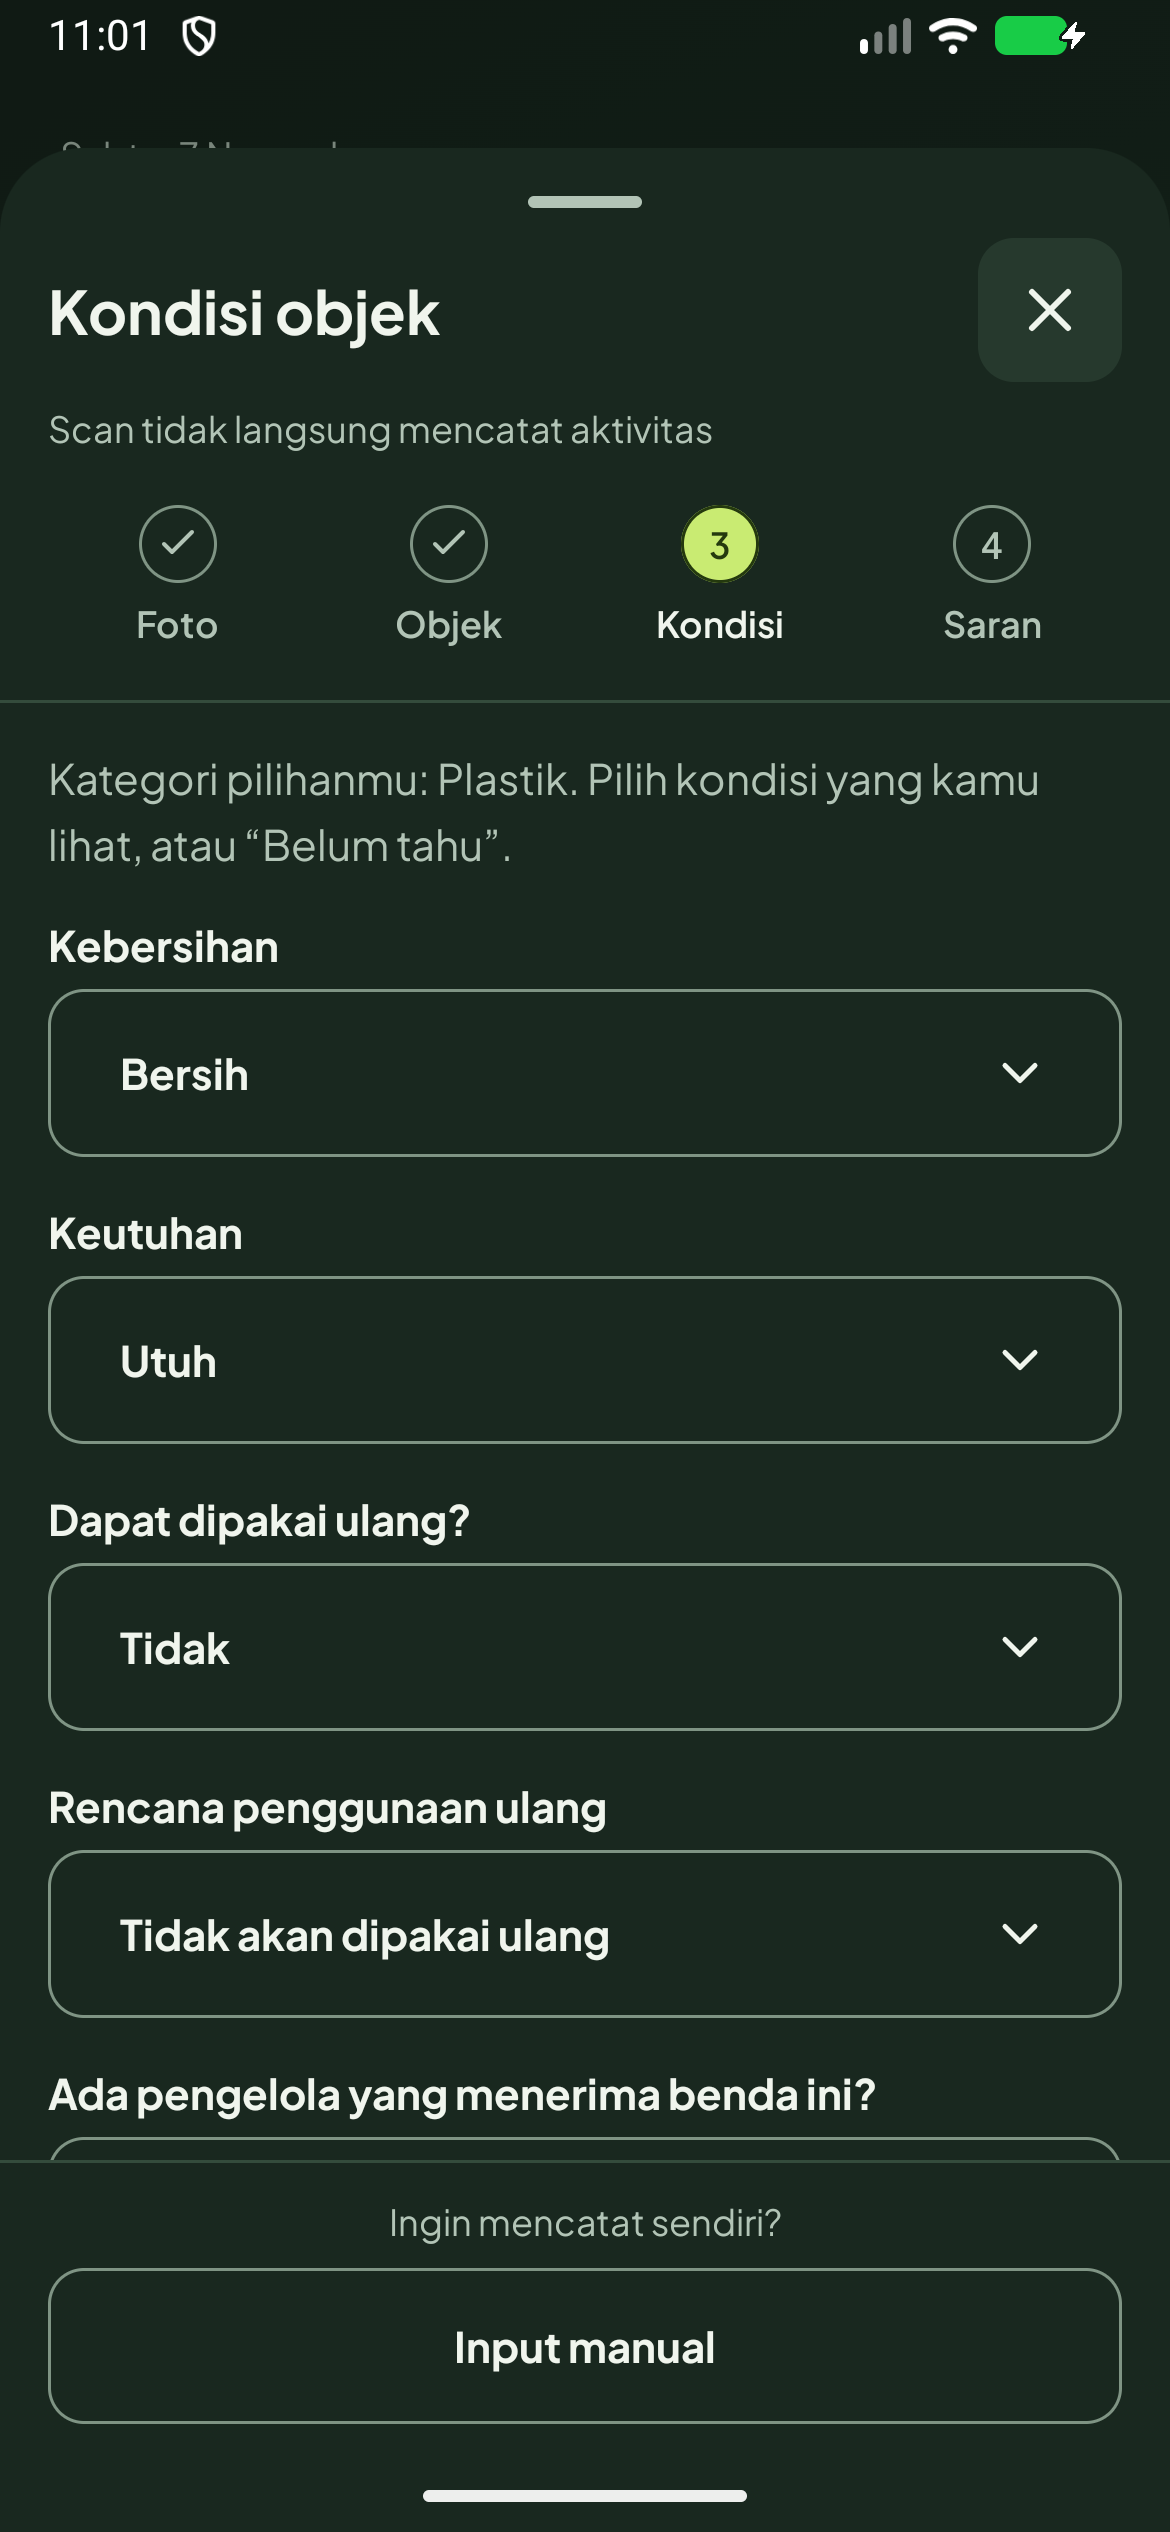 11:01
Kondisi objek
Scan tidak langsung mencatat aktivitas
3
4
Foto
Objek
Kondisi
Saran
Kategori pilihanmu: Plastik. Pilih kondisi yang kamu
lihat, atau “Belum tahu”.
Kebersihan
Bersih
Keutuhan
Utuh
Dapat dipakai ulang?
Tidak
Rencana penggunaan ulang
Tidak akan dipakai ulang
Ada pengelola yang menerima benda ini?
Ingin mencatat sendiri?
Input manual